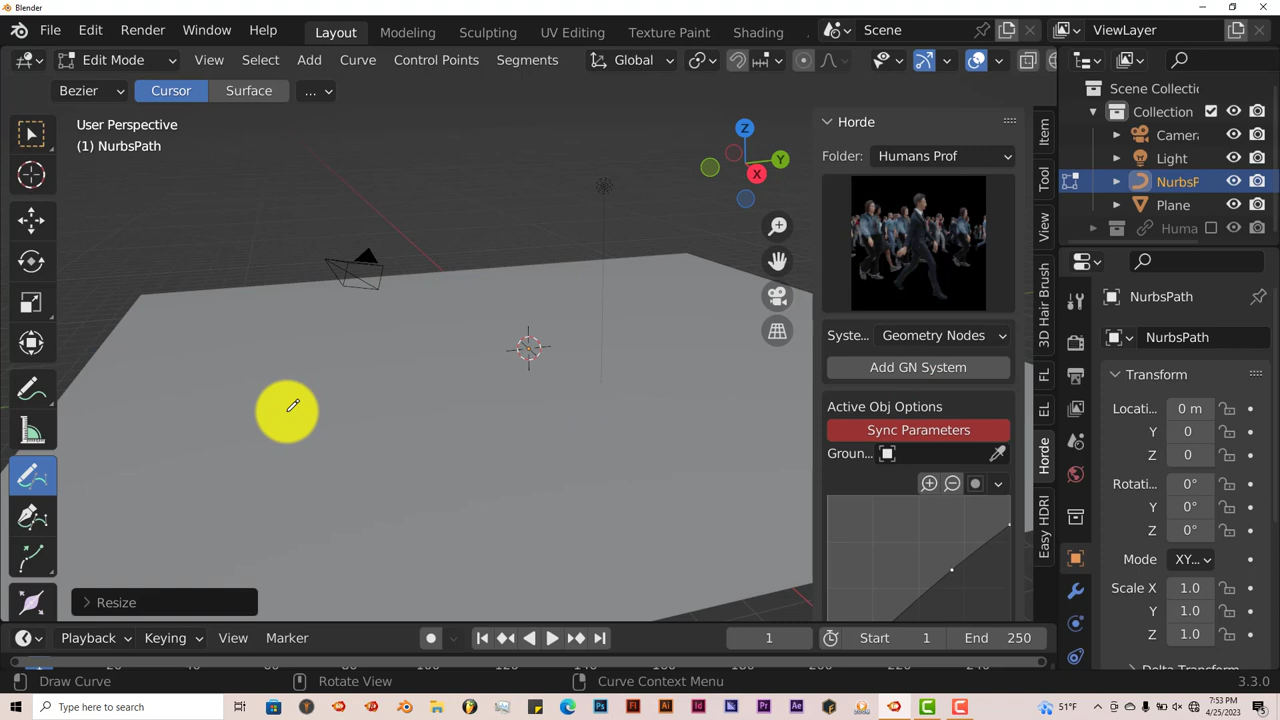 Blender
File Edit Render Window Help Layout Modeling Sculpting UV Editing Texture Paint Shading Scene ViewLayer
Edit Mode View Select Add Curve Control Points Segments Global
Bezier Cursor Surface ...
User Perspective
(1) NurbsPath
Z
Y
X
Horde
Folder: Humans Prof
Syste... Geometry Nodes
Add GN System
Active Obj Options
Sync Parameters
Groun...
Item
Tool
View
3D Hair Brush
FL
EL
Horde
Easy HDRI
Scene Collecti
Collection
Camera
Light
NurbsP
Plane
Huma
NurbsPath
NurbsPath
Transform
Locati... 0 m
Y 0
Z 0
Rotati... 0°
Y 0°
Z 0°
Mode XY...
Scale X 1.0
Y 1.0
Z 1.0
Resize
Playback Keying View Marker 1 Start 1 End 250
Draw Curve Rotate View Curve Context Menu 3.3.0
Type here to search 51°F 7:53 PM
4/25/2023